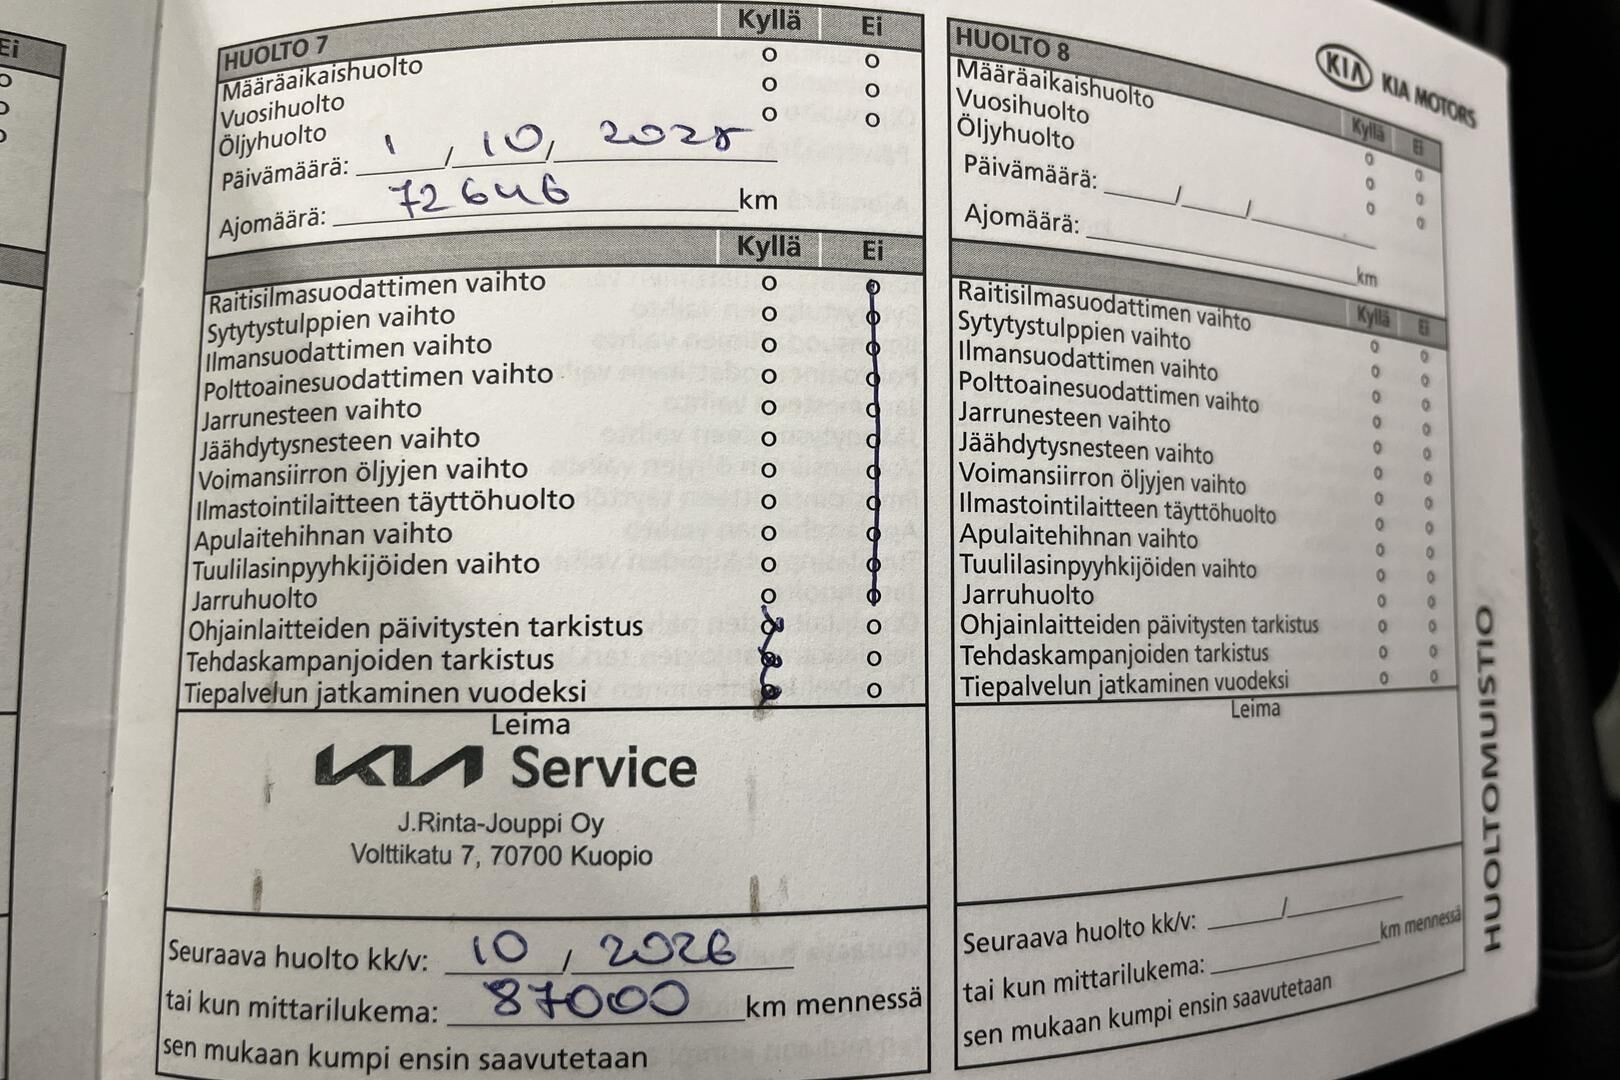 Ei
HUOLTO 7 Kyllä Ei
Määräaikaishuolto o o
Vuosihuolto o o
Öljyhuolto o o
Päivämäärä: 1 / 10 / 2025
Ajomäärä: 72646 km
Kyllä Ei
Raitisilmasuodattimen vaihto o o
Sytytystulppien vaihto o o
Ilmansuodattimen vaihto o o
Polttoainesuodattimen vaihto o o
Jarrunesteen vaihto o o
Jäähdytysnesteen vaihto o o
Voimansiirron öljyjen vaihto o o
Ilmastointilaitteen täyttöhuolto o o
Apulaitehihnan vaihto o o
Tuulilasinpyyhkijöiden vaihto o o
Jarruhuolto o o
Ohjainlaitteiden päivitysten tarkistus o o
Tehdaskampanjoiden tarkistus o o
Tiepalvelun jatkaminen vuodeksi o o
Leima
KIA Service
J.Rinta-Jouppi Oy
Volttikatu 7, 70700 Kuopio
Seuraava huolto kk/v: 10 / 2026
tai kun mittarilukema: 87000 km mennessä
sen mukaan kumpi ensin saavutetaan
KIA KIA MOTORS
HUOLTO 8 Kyllä Ei
Määräaikaishuolto o o
Vuosihuolto o o
Öljyhuolto o o
Päivämäärä: / /
Ajomäärä: km
Kyllä Ei
Raitisilmasuodattimen vaihto o o
Sytytystulppien vaihto o o
Ilmansuodattimen vaihto o o
Polttoainesuodattimen vaihto o o
Jarrunesteen vaihto o o
Jäähdytysnesteen vaihto o o
Voimansiirron öljyjen vaihto o o
Ilmastointilaitteen täyttöhuolto o o
Apulaitehihnan vaihto o o
Tuulilasinpyyhkijöiden vaihto o o
Jarruhuolto o o
Ohjainlaitteiden päivitysten tarkistus o o
Tehdaskampanjoiden tarkistus o o
Tiepalvelun jatkaminen vuodeksi o o
Leima
Seuraava huolto kk/v: /
tai kun mittarilukema: km mennessä
sen mukaan kumpi ensin saavutetaan
HUOLTOMUISTIO